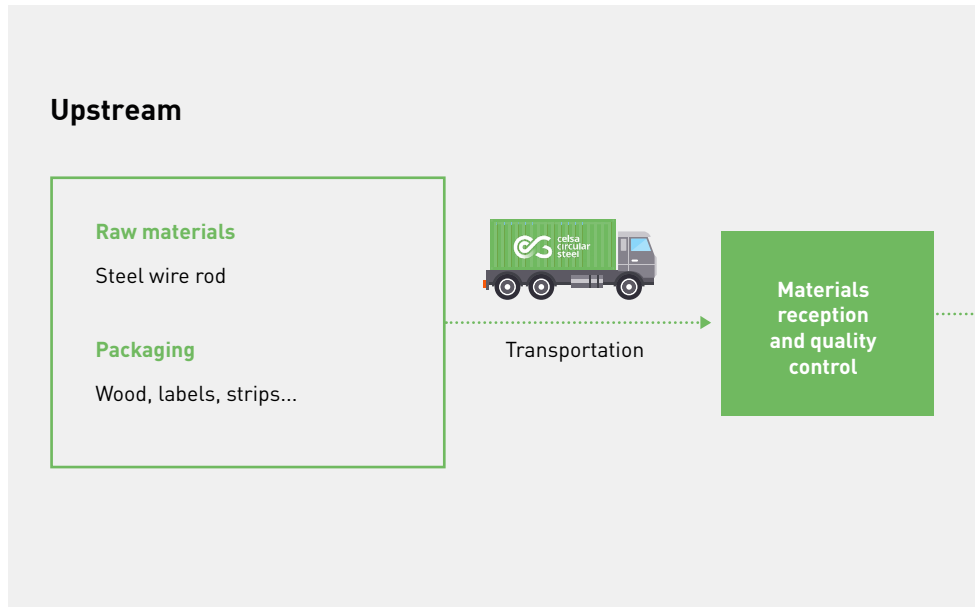 Upstream
Raw materials
Steel wire rod
Packaging
Wood, labels, strips...
celsa
circular
steel
Transportation
Materials
reception
and quality
control